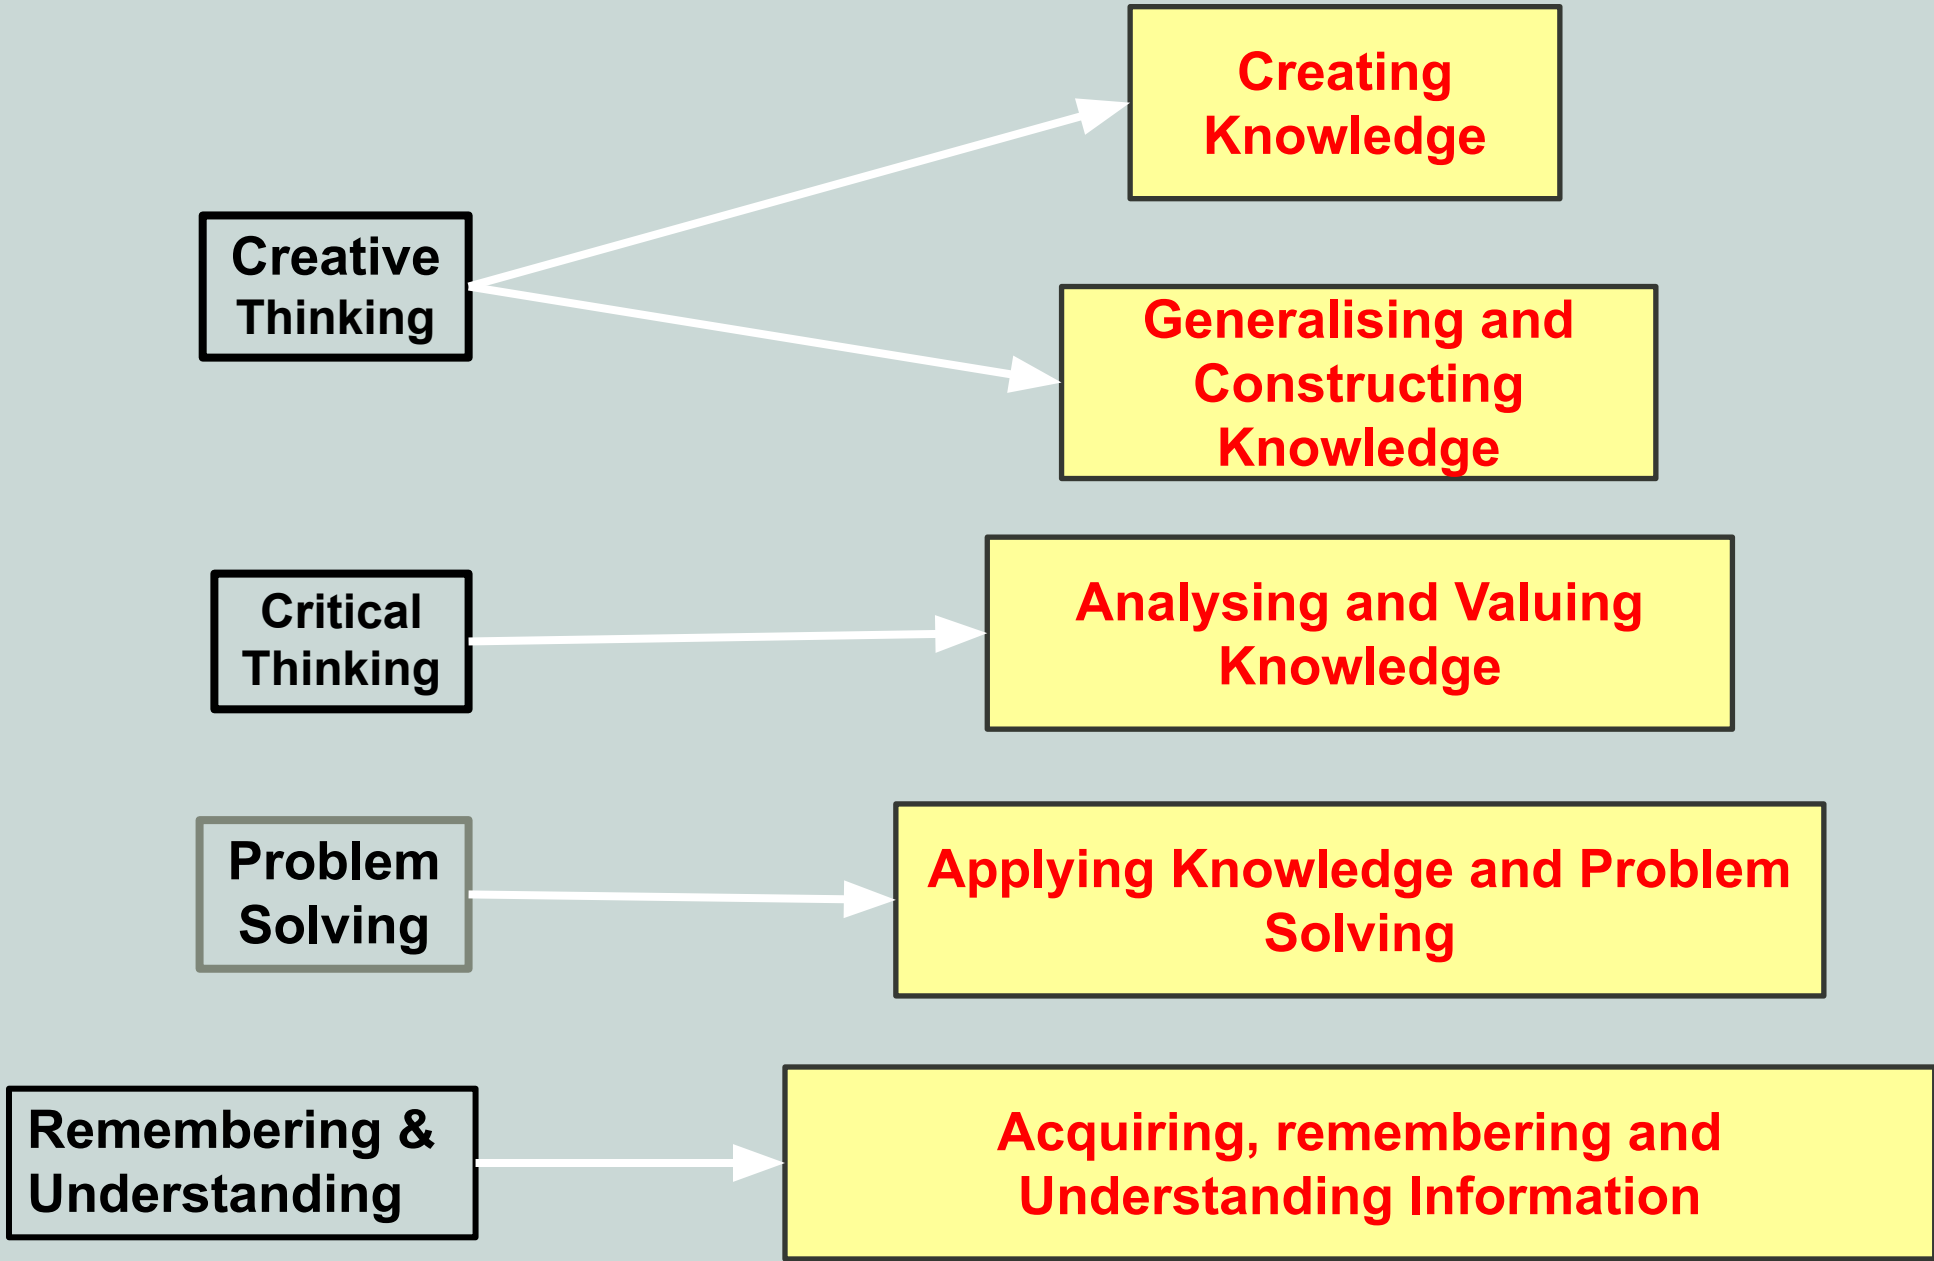 Creating
Knowledge
Creative
Thinking
Generalising and
Constructing
Knowledge
Critical
Thinking
Analysing and Valuing
Knowledge
Problem
Solving
Applying Knowledge and Problem
Solving
Remembering &
Understanding
Acquiring, remembering and
Understanding Information